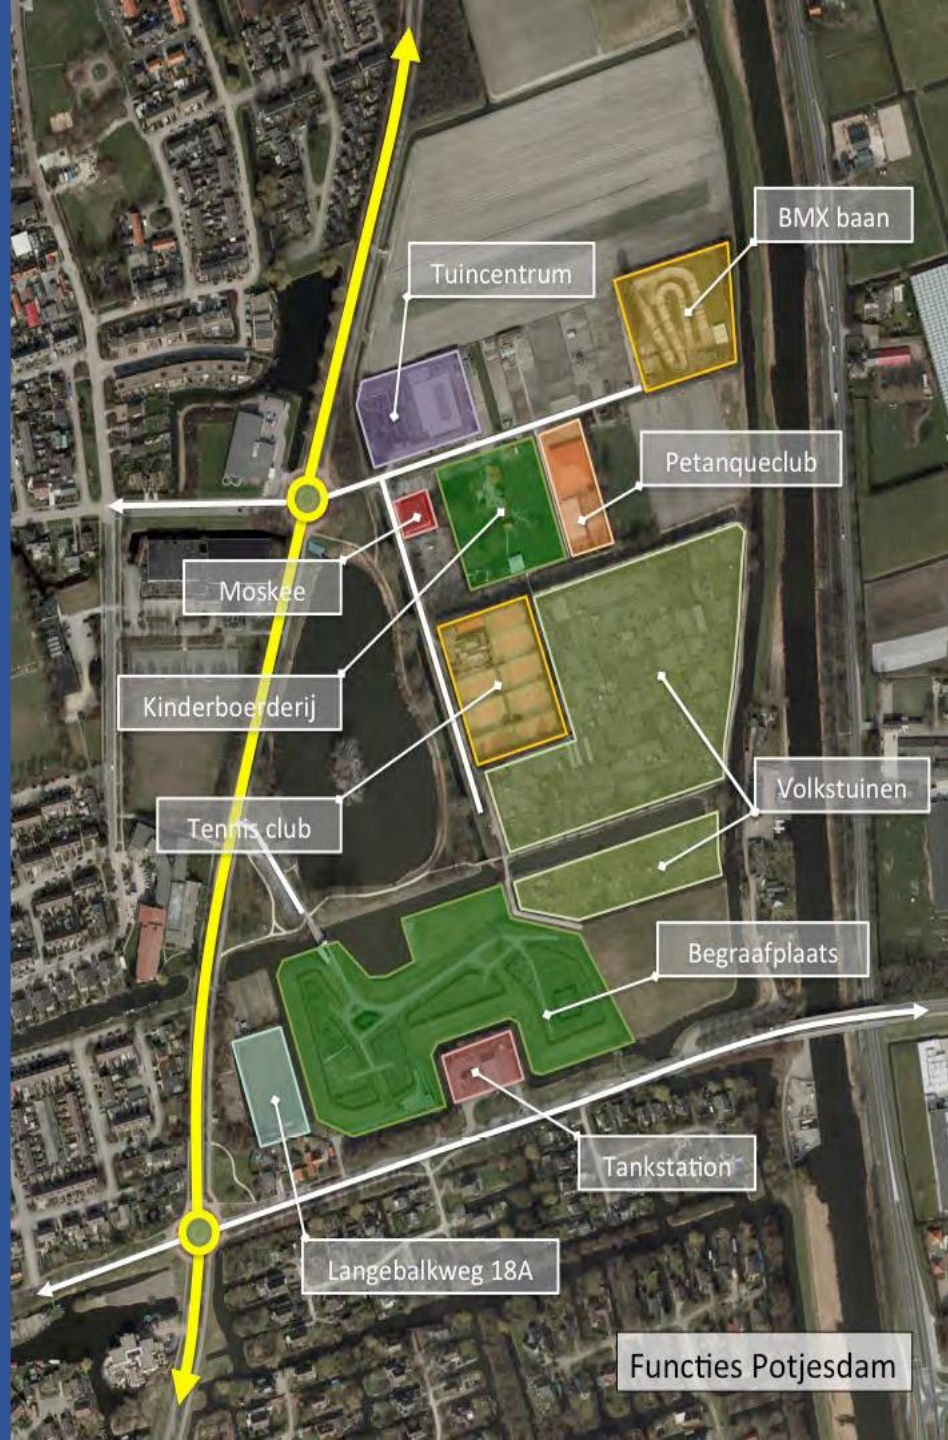 BMX baan
Tuincentrum
Petanqueclub
Moskee
Kinderboerderij
Volkstuinen
Tennis club
Begraafplaats
Tankstation
Langebalkweg 18A
Functies Potjesdam